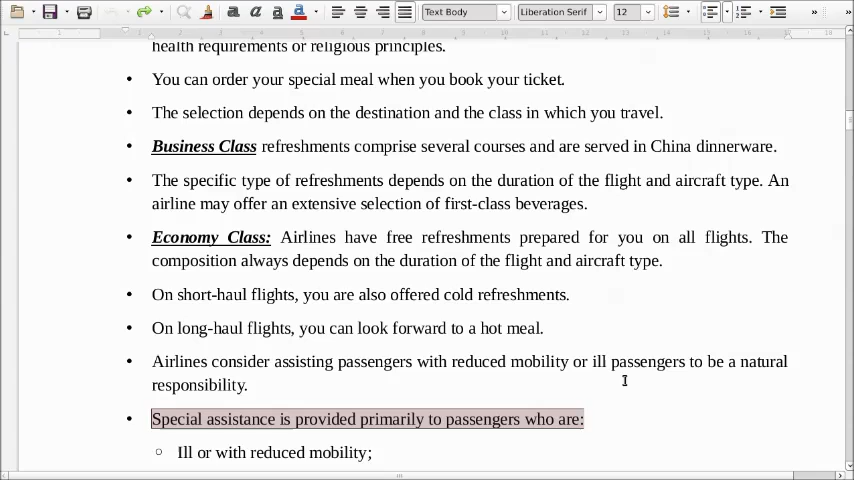 Text Body
Liberation Serif
12
health requirements or religious principles.
• You can order your special meal when you book your ticket.
• The selection depends on the destination and the class in which you travel.
• Business Class refreshments comprise several courses and are served in China dinnerware.
• The specific type of refreshments depends on the duration of the flight and aircraft type. An
airline may offer an extensive selection of first-class beverages.
• Economy Class: Airlines have free refreshments prepared for you on all flights. The
composition always depends on the duration of the flight and aircraft type.
• On short-haul flights, you are also offered cold refreshments.
• On long-haul flights, you can look forward to a hot meal.
• Airlines consider assisting passengers with reduced mobility or ill passengers to be a natural
responsibility.
• Special assistance is provided primarily to passengers who are:
○ Ill or with reduced mobility;